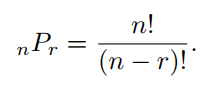 ₙPᵣ = n! / (n − r)!.